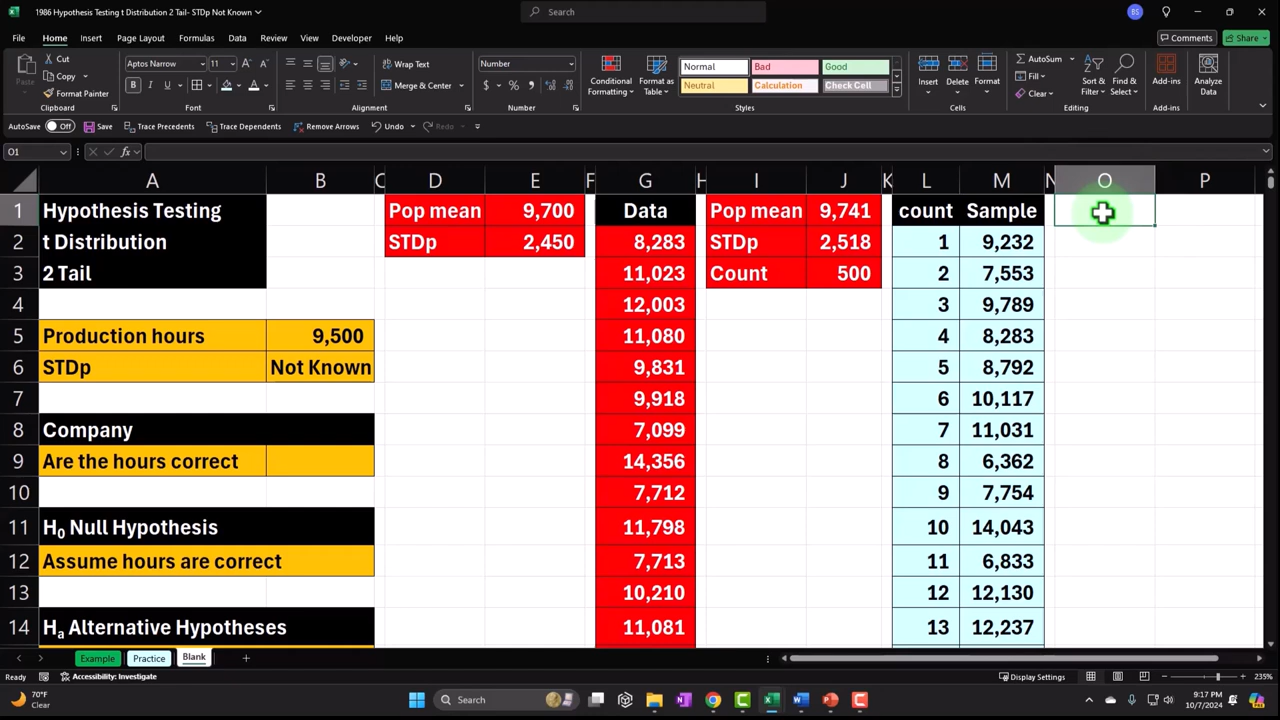 1986 Hypothesis Testing t Distribution 2 Tail- STDp Not Known
Search
BS
File Home Insert Page Layout Formulas Data Review View Developer Help
Comments Share
Paste
Cut
Copy
Format Painter
Clipboard
Aptos Narrow 11
B I U
Font
Wrap Text
Merge & Center
Alignment
Number
$ % ,
Number
Conditional Formatting
Format as Table
Normal Bad Good
Neutral Calculation Check Cell
Styles
Insert Delete Format
Cells
AutoSum
Fill
Clear
Sort & Filter
Find & Select
Editing
Add-ins
Add-ins
Analyze Data
AutoSave Off Save Trace Precedents Trace Dependents Remove Arrows Undo Redo
O1 fx
A B C D E F G H I J K L M N O P
1 Hypothesis Testing Pop mean 9,700 Data Pop mean 9,741 count Sample
2 t Distribution STDp 2,450 8,283 STDp 2,518 1 9,232
3 2 Tail 11,023 Count 500 2 7,553
4 12,003 3 9,789
5 Production hours 9,500 11,080 4 8,283
6 STDp Not Known 9,831 5 8,792
7 9,918 6 10,117
8 Company 7,099 7 11,031
9 Are the hours correct 14,356 8 6,362
10 7,712 9 7,754
11 H₀ Null Hypothesis 11,798 10 14,043
12 Assume hours are correct 7,713 11 6,833
13 10,210 12 12,130
14 Hₐ Alternative Hypotheses 11,081 13 12,237
Example Practice Blank +
Ready Accessibility: Investigate Display Settings 235%
70°F
Clear
Search
9:17 PM
10/7/2024